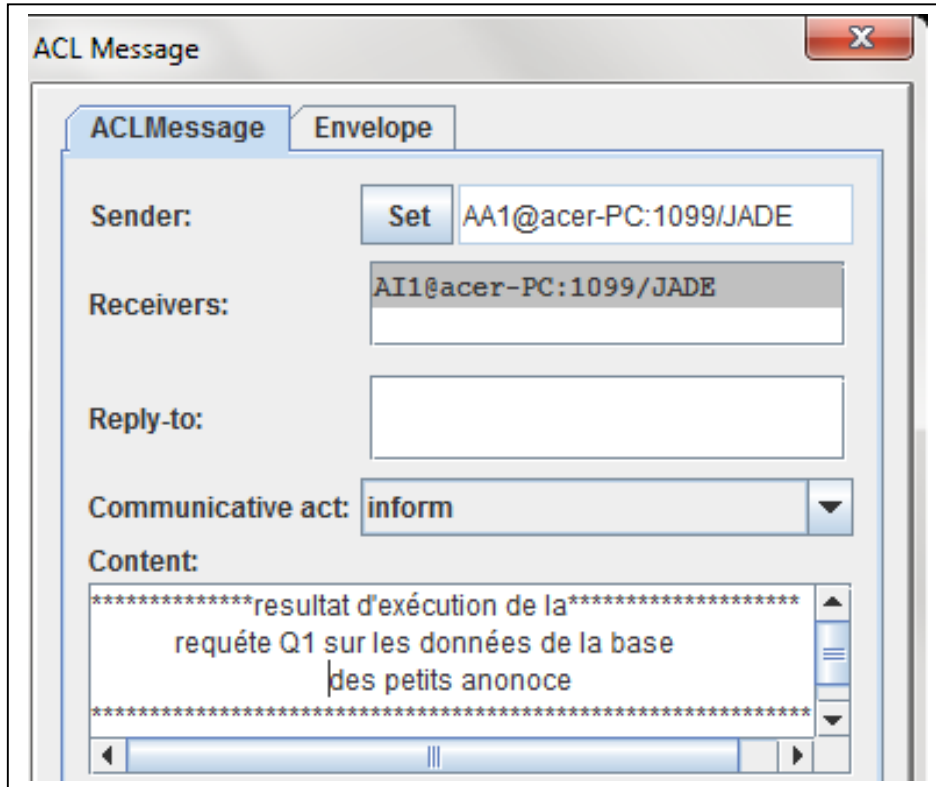 ACL Message
ACLMessage Envelope
Sender: Set AA1@acer-PC:1099/JADE
Receivers: AI1@acer-PC:1099/JADE
Reply-to:
Communicative act: inform
Content:
**************resultat d'exécution de la********************
requéte Q1 sur les données de la base
des petits anonoce
**************************************************************